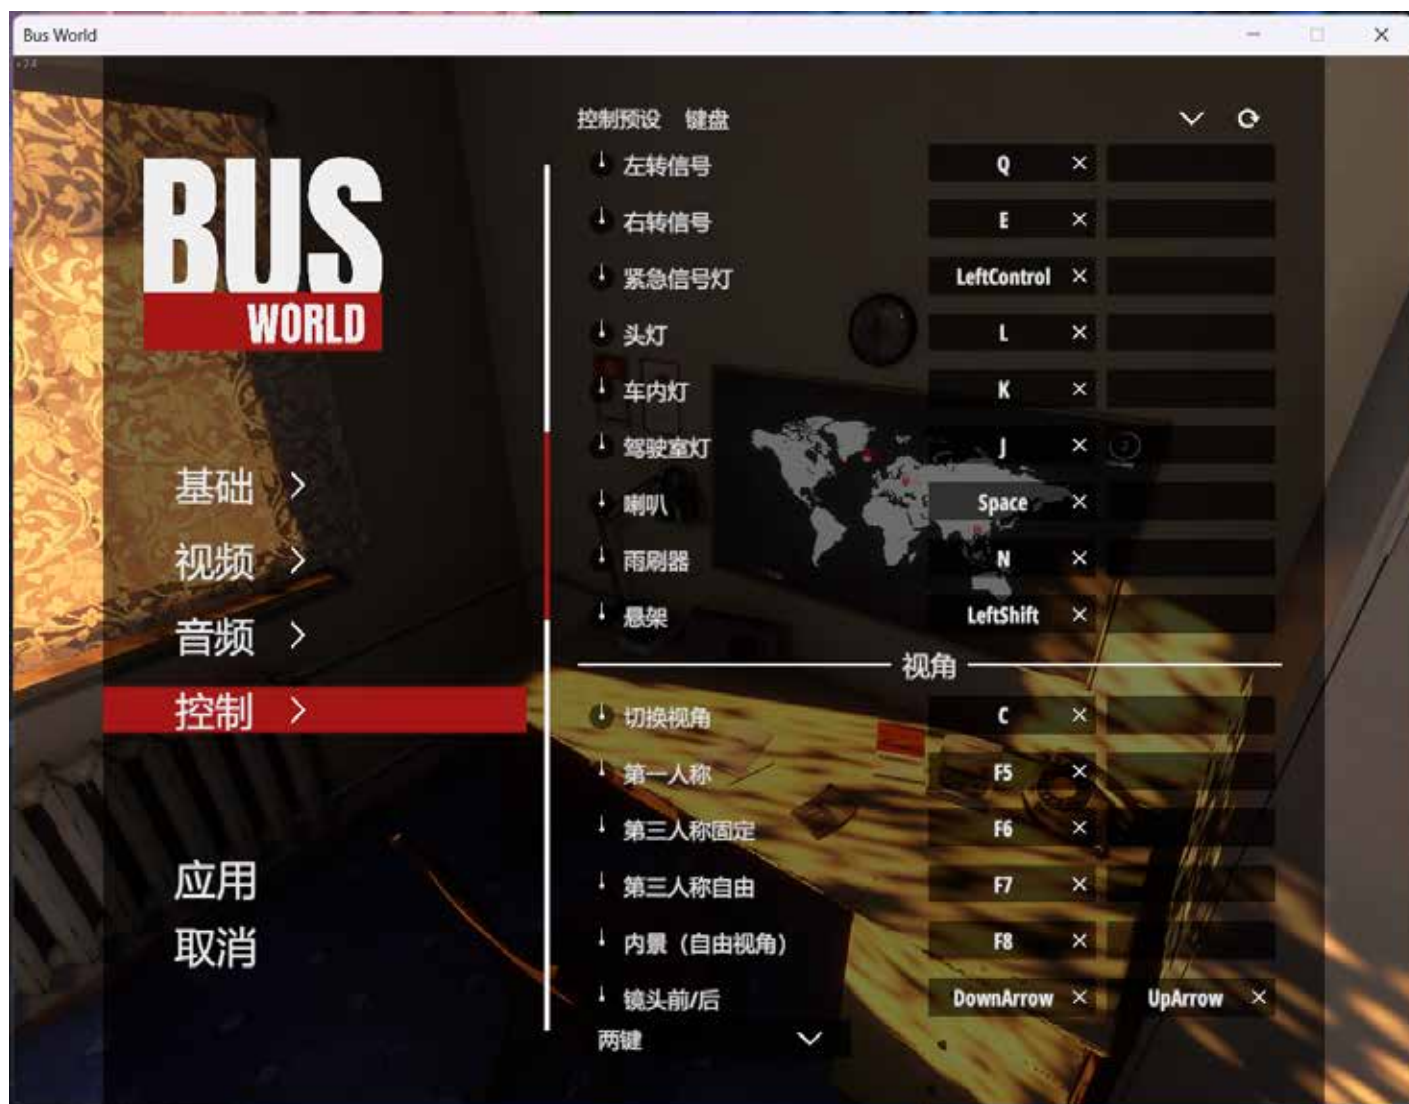 Bus World
v.7.4
控制预设 键盘
BUS
WORLD
左转信号 Q ×
右转信号 E ×
紧急信号灯 LeftControl ×
头灯 L ×
车内灯 K ×
驾驶室灯 J ×
喇叭 Space ×
雨刷器 N ×
悬架 LeftShift ×
视角
切换视角 C ×
第一人称 F5 ×
第三人称固定 F6 ×
第三人称自由 F7 ×
内景（自由视角） F8 ×
镜头前/后 DownArrow × UpArrow ×
两键
基础 >
视频 >
音频 >
控制 >
应用
取消